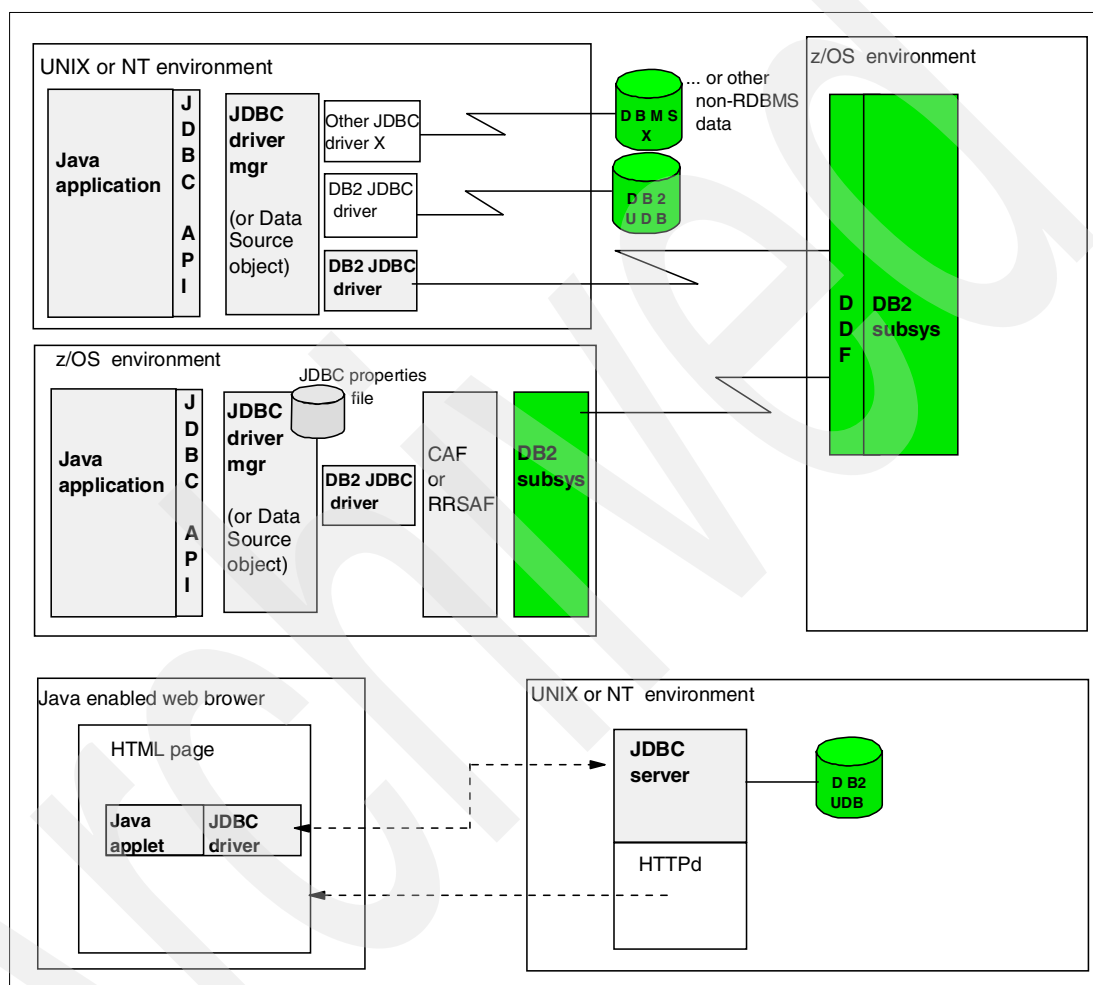 UNIX or NT environment
Java
application
J
D
B
C
A
P
I
JDBC
driver
mgr
(or Data
Source
object)
Other JDBC
driver X
DB2 JDBC
driver
DB2 JDBC
driver
D B M S
X
... or other
non-RDBMS
data
D B 2
U D B
z/OS environment
D
D
F
DB2
subsys
z/OS environment
Java
application
J
D
B
C
A
P
I
JDBC
driver
mgr
(or Data
Source
object)
JDBC properties
file
DB2 JDBC
driver
CAF
or
RRSAF
DB2
subsys
Java enabled web brower
HTML page
Java
applet
JDBC
driver
UNIX or NT environment
JDBC
server
HTTPd
D B2
UDB
Archived